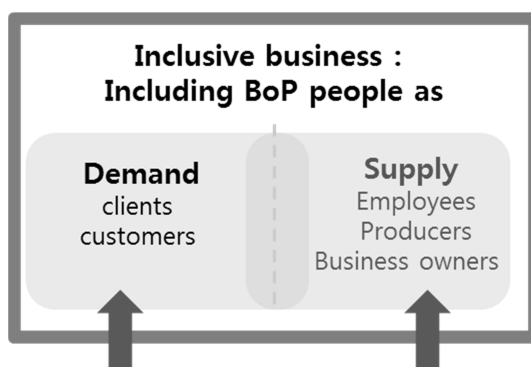 Inclusive business :
Including BoP people as
Demand
clients
customers
Supply
Employees
Producers
Business owners